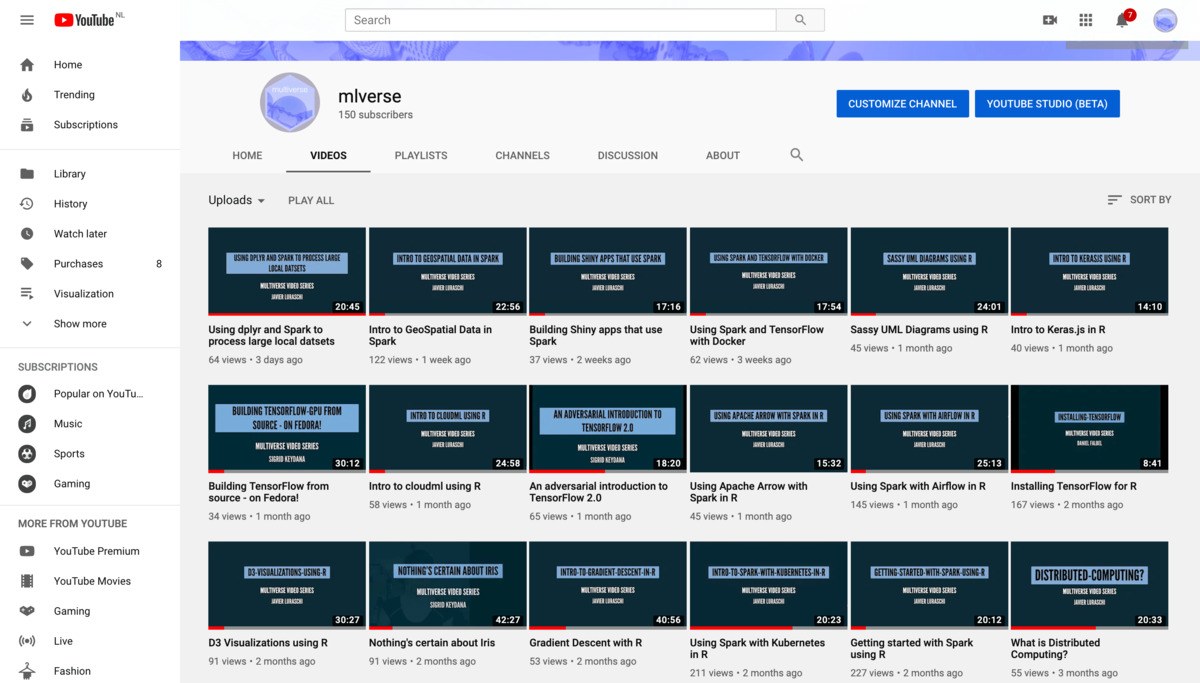 YouTube NL
Search
7
Home
Trending
Subscriptions
Library
History
Watch later
Purchases 8
Visualization
Show more
SUBSCRIPTIONS
Popular on YouTu...
Music
Sports
Gaming
MORE FROM YOUTUBE
YouTube Premium
YouTube Movies
Gaming
Live
Fashion
multiverse
mlverse
150 subscribers
CUSTOMIZE CHANNEL
YOUTUBE STUDIO (BETA)
HOME VIDEOS PLAYLISTS CHANNELS DISCUSSION ABOUT
Uploads PLAY ALL SORT BY
USING DPLYR AND SPARK TO PROCESS LARGE
LOCAL DATSETS
MULTIVERSE VIDEO SERIES
JAVIER LURASCHI
20:45
Using dplyr and Spark to
process large local datsets
64 views • 3 days ago
INTRO TO GEOSPATIAL DATA IN SPARK
MULTIVERSE VIDEO SERIES
JAVIER LURASCHI
22:56
Intro to GeoSpatial Data in
Spark
122 views • 1 week ago
BUILDING SHINY APPS THAT USE SPARK
MULTIVERSE VIDEO SERIES
JAVIER LURASCHI
17:16
Building Shiny apps that use
Spark
37 views • 2 weeks ago
USING SPARK AND TENSORFLOW WITH DOCKER
MULTIVERSE VIDEO SERIES
JAVIER LURASCHI
17:54
Using Spark and TensorFlow
with Docker
62 views • 3 weeks ago
SASSY UML DIAGRAMS USING R
MULTIVERSE VIDEO SERIES
JAVIER LURASCHI
24:01
Sassy UML Diagrams using R
45 views • 1 month ago
INTRO TO KERASJS USING R
MULTIVERSE VIDEO SERIES
JAVIER LURASCHI
14:10
Intro to Keras.js in R
40 views • 1 month ago
BUILDING TENSORFLOW-GPU FROM
SOURCE - ON FEDORA!
MULTIVERSE VIDEO SERIES
SIGRID KEYDANA
30:12
Building TensorFlow from
source - on Fedora!
34 views • 1 month ago
INTRO TO CLOUDML USING R
MULTIVERSE VIDEO SERIES
JAVIER LURASCHI
24:58
Intro to cloudml using R
58 views • 1 month ago
AN ADVERSARIAL INTRODUCTION TO
TENSORFLOW 2.0
MULTIVERSE VIDEO SERIES
SIGRID KEYDANA
18:20
An adversarial introduction to
TensorFlow 2.0
65 views • 1 month ago
USING APACHE ARROW WITH SPARK IN R
MULTIVERSE VIDEO SERIES
JAVIER LURASCHI
15:32
Using Apache Arrow with
Spark in R
45 views • 1 month ago
USING SPARK WITH AIRFLOW IN R
MULTIVERSE VIDEO SERIES
JAVIER LURASCHI
25:13
Using Spark with Airflow in R
145 views • 1 month ago
INSTALLING-TENSORFLOW
MULTIVERSE VIDEO SERIES
DANIEL FALBEL
8:41
Installing TensorFlow for R
167 views • 2 months ago
D3-VISUALIZATIONS-USING-R
MULTIVERSE VIDEO SERIES
JAVIER LURASCHI
30:27
D3 Visualizations using R
91 views • 2 months ago
NOTHING'S CERTAIN ABOUT IRIS
MULTIVERSE VIDEO SERIES
SIGRID KEYDANA
42:27
Nothing's certain about Iris
91 views • 2 months ago
INTRO-TO-GRADIENT-DESCENT-IN-R
MULTIVERSE VIDEO SERIES
JAVIER LURASCHI
40:56
Gradient Descent with R
53 views • 2 months ago
INTRO-TO-SPARK-WITH-KUBERNETES-IN-R
MULTIVERSE VIDEO SERIES
JAVIER LURASCHI
20:23
Using Spark with Kubernetes
in R
211 views • 2 months ago
GETTING-STARTED-WITH-SPARK-USING-R
MULTIVERSE VIDEO SERIES
JAVIER LURASCHI
20:12
Getting started with Spark
using R
227 views • 2 months ago
DISTRIBUTED-COMPUTING?
MULTIVERSE VIDEO SERIES
JAVIER LURASCHI
20:33
What is Distributed
Computing?
55 views • 3 months ago